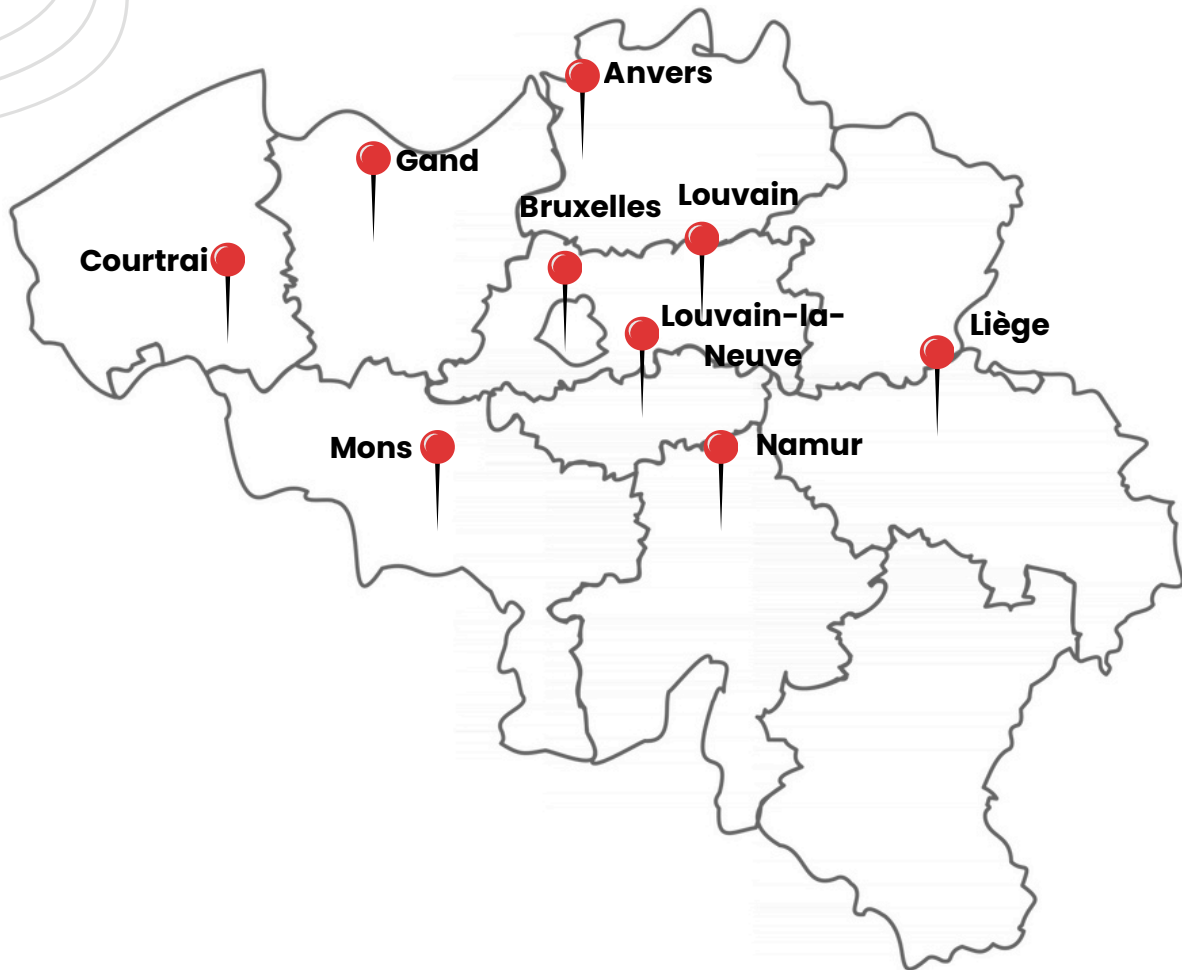 Anvers
Gand
Bruxelles
Louvain
Courtrai
Louvain-la-
Neuve
Liège
Mons
Namur